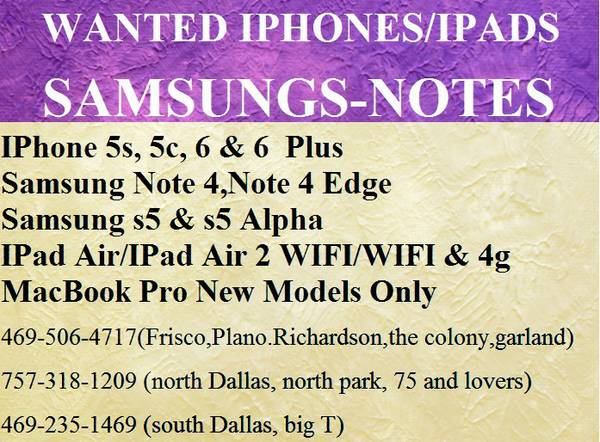 WANTED IPHONES/IPADS
SAMSUNGS-NOTES
IPhone 5s, 5c, 6 & 6 Plus
Samsung Note 4,Note 4 Edge
Samsung s5 & s5 Alpha
IPad Air/IPad Air 2 WIFI/WIFI & 4g
MacBook Pro New Models Only
469-506-4717(Frisco,Plano.Richardson,the colony,garland)
757-318-1209 (north Dallas, north park, 75 and lovers)
469-235-1469 (south Dallas, big T)